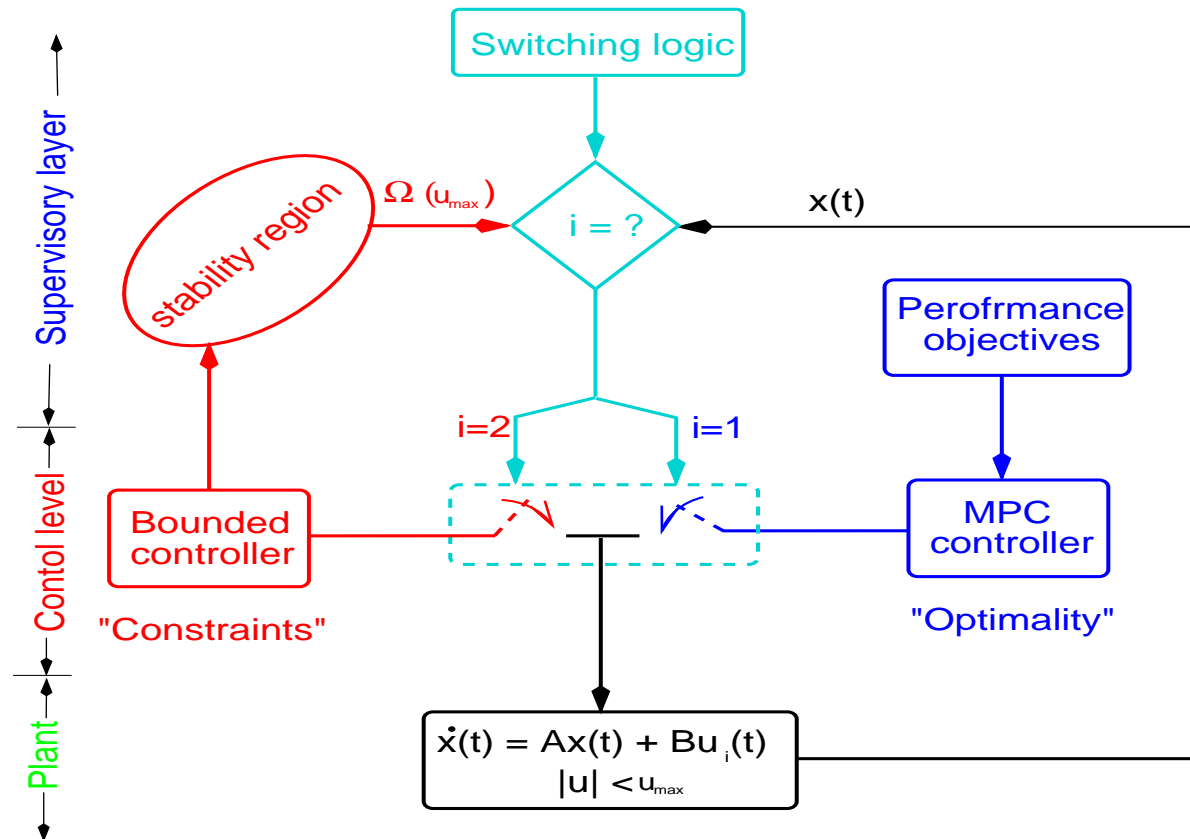 Switching logic
Supervisory layer
stability region
Ω (u_max)
i = ?
x(t)
Perofrmance
objectives
i=2
i=1
Contol level
Bounded
controller
MPC
controller
"Constraints"
"Optimality"
Plant
ẋ(t) = Ax(t) + Bu_i(t)
|u| < u_max